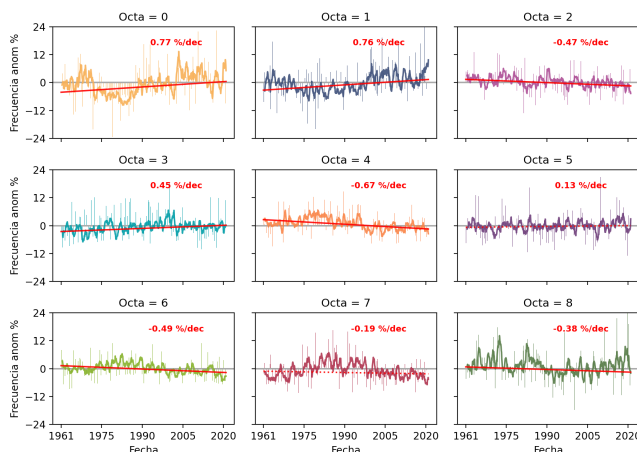 Octa = 0 Octa = 1 Octa = 2
24
12
0
−12
−24
Frecuencia anom %
0.77 %/dec 0.76 %/dec -0.47 %/dec
Octa = 3 Octa = 4 Octa = 5
24
12
0
−12
−24
Frecuencia anom %
0.45 %/dec -0.67 %/dec 0.13 %/dec
Octa = 6 Octa = 7 Octa = 8
24
12
0
−12
−24
Frecuencia anom %
-0.49 %/dec -0.19 %/dec -0.38 %/dec
1961 1975 1990 2005 2020 1961 1975 1990 2005 2020 1961 1975 1990 2005 2020
Fecha Fecha Fecha